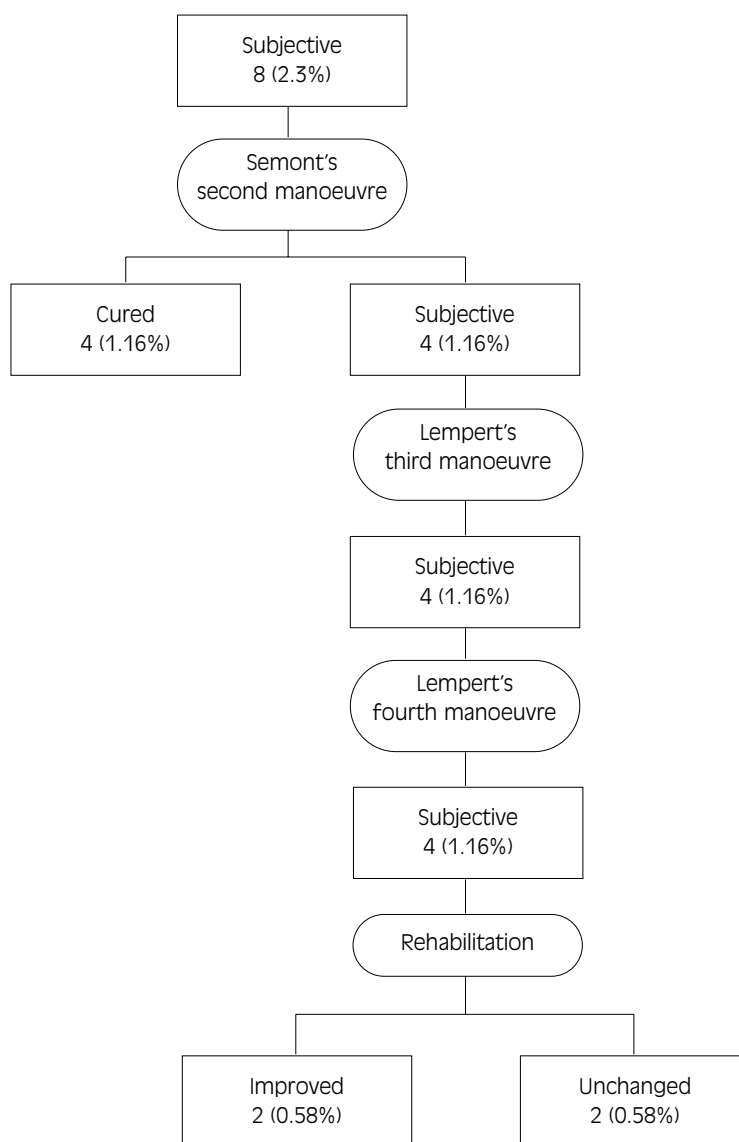 Subjective
8 (2.3%)
Semont's
second manoeuvre
Cured
4 (1.16%)
Subjective
4 (1.16%)
Lempert's
third manoeuvre
Subjective
4 (1.16%)
Lempert's
fourth manoeuvre
Subjective
4 (1.16%)
Rehabilitation
Improved
2 (0.58%)
Unchanged
2 (0.58%)